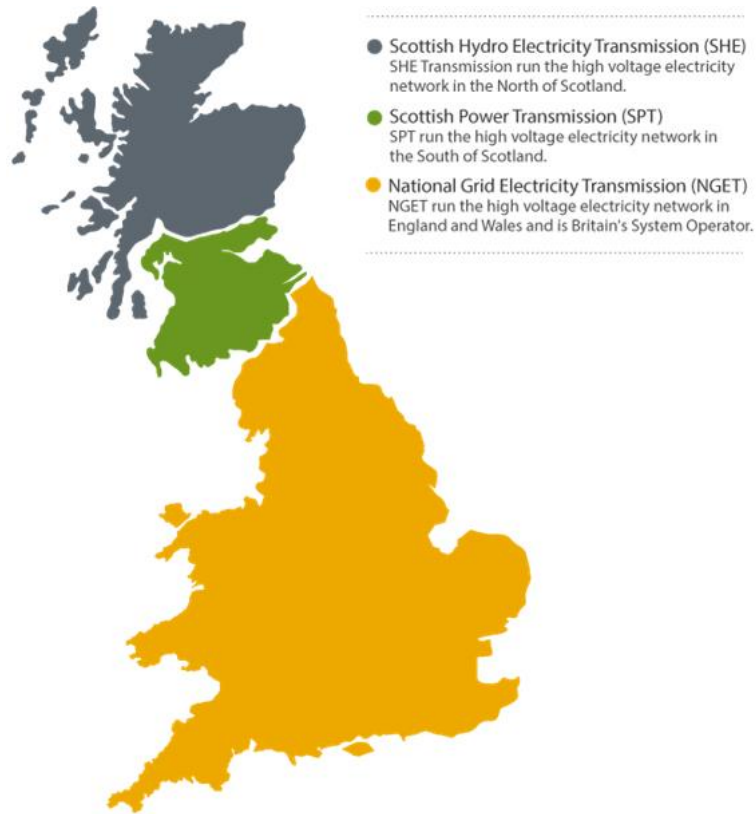 Scottish Hydro Electricity Transmission (SHE)
SHE Transmission run the high voltage electricity
network in the North of Scotland.
Scottish Power Transmission (SPT)
SPT run the high voltage electricity network in
the South of Scotland.
National Grid Electricity Transmission (NGET)
NGET run the high voltage electricity network in
England and Wales and is Britain's System Operator.